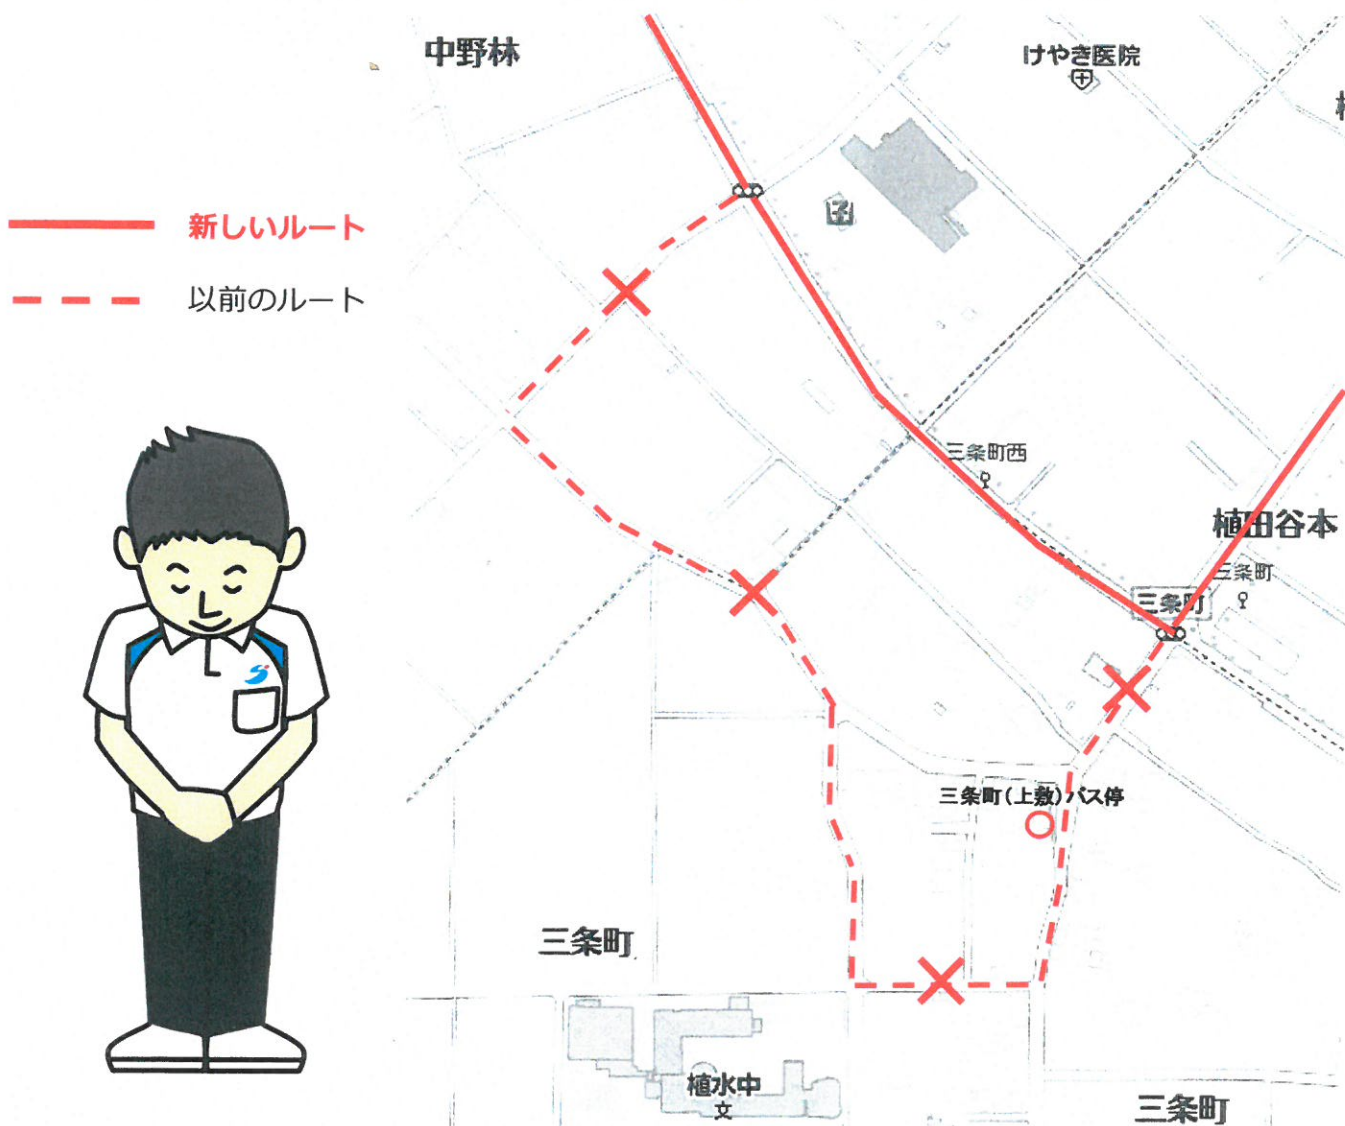 中野林
けやき医院
新しいルート
以前のルート
三条町西
植田谷本
三条町
三条町
三条町(上敷)バス停
三条町
植水中
文
三条町